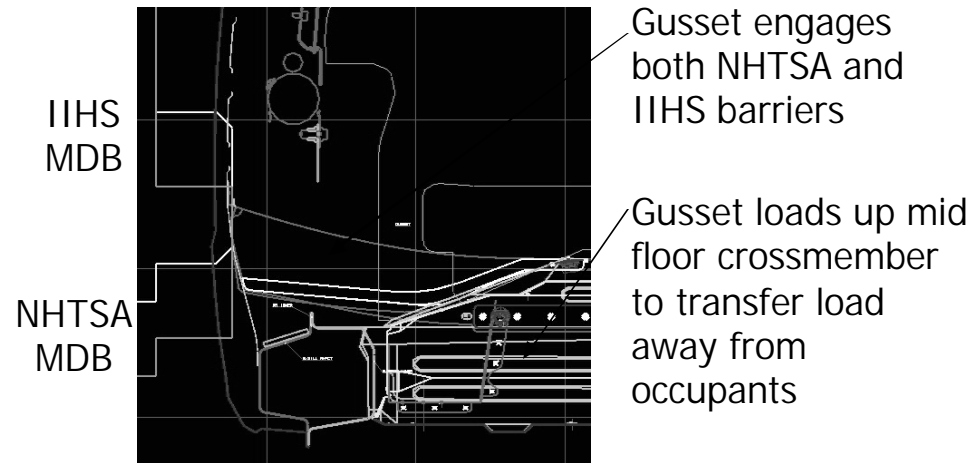 Gusset engages
both NHTSA and
IIHS barriers
IIHS
MDB
GUSSET
Gusset loads up mid
floor crossmember
to transfer load
away from
occupants
NHTSA
MDB